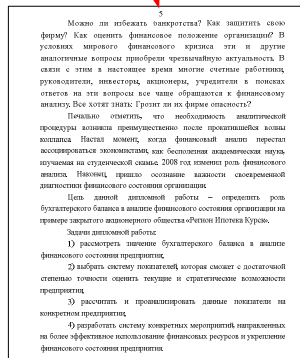 5
Можно ли избежать банкротства? Как защитить свою
фирму? Как оценить финансовое положение организации? В
условиях мирового финансового кризиса эти и другие
аналогичные вопросы приобрели чрезвычайную актуальность. В
связи с этим в настоящее время многие счетные работники,
руководители, инвесторы, акционеры, учредители в поисках
ответов на эти вопросы все чаще обращаются к финансовому
анализу. Все хотят знать: Грозит ли их фирме опасность?
Печально отметить, что необходимость аналитической
процедуры возникла преимущественно после прокатившейся волны
коллапса. Настал момент, когда финансовый анализ перестал
ассоциироваться экономистами, как бесполезная академическая наука,
изучаемая на студенческой скамье. 2008 год изменил роль финансового
анализа. Наконец, пришло осознание важности своевременной
диагностики финансового состояния организации.
Цель данной дипломной работы – определить роль
бухгалтерского баланса в анализе финансового состояния организации на
примере закрытого акционерного общества «Регион Ипотека Курск».
Задачи дипломной работы:
1) рассмотреть значение бухгалтерского баланса в анализе
финансового состояния предприятия;
2) выбрать систему показателей, которая сможет с достаточной
степенью точности оценить текущие и стратегические возможности
предприятия;
3) рассчитать и проанализировать данные показатели на
конкретном предприятии;
4) разработать систему конкретных мероприятий, направленных
на более эффективное использование финансовых ресурсов и укрепление
финансового состояния предприятия.